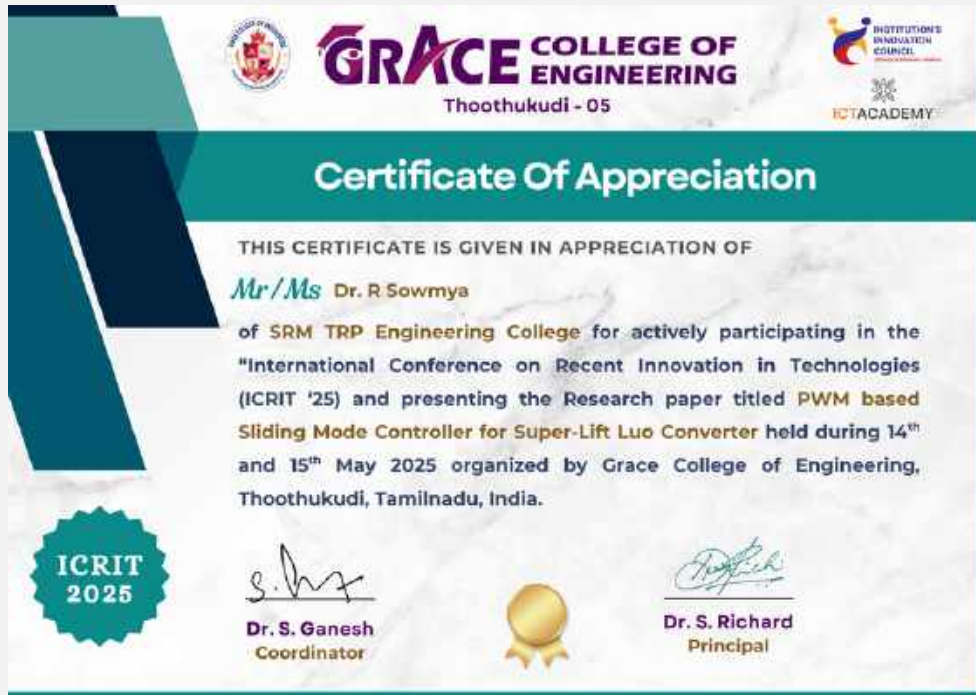 GRACE COLLEGE OF
ENGINEERING
Thoothukudi - 05
INSTITUTION'S
INNOVATION
COUNCIL
ICTACADEMY
Certificate Of Appreciation
THIS CERTIFICATE IS GIVEN IN APPRECIATION OF
Mr/Ms Dr. R Sowmya
of SRM TRP Engineering College for actively participating in the
"International Conference on Recent Innovation in Technologies
(ICRIT '25) and presenting the Research paper titled PWM based
Sliding Mode Controller for Super-Lift Luo Converter held during 14th
and 15th May 2025 organized by Grace College of Engineering,
Thoothukudi, Tamilnadu, India.
ICRIT
2025
Dr. S. Ganesh
Coordinator
Dr. S. Richard
Principal